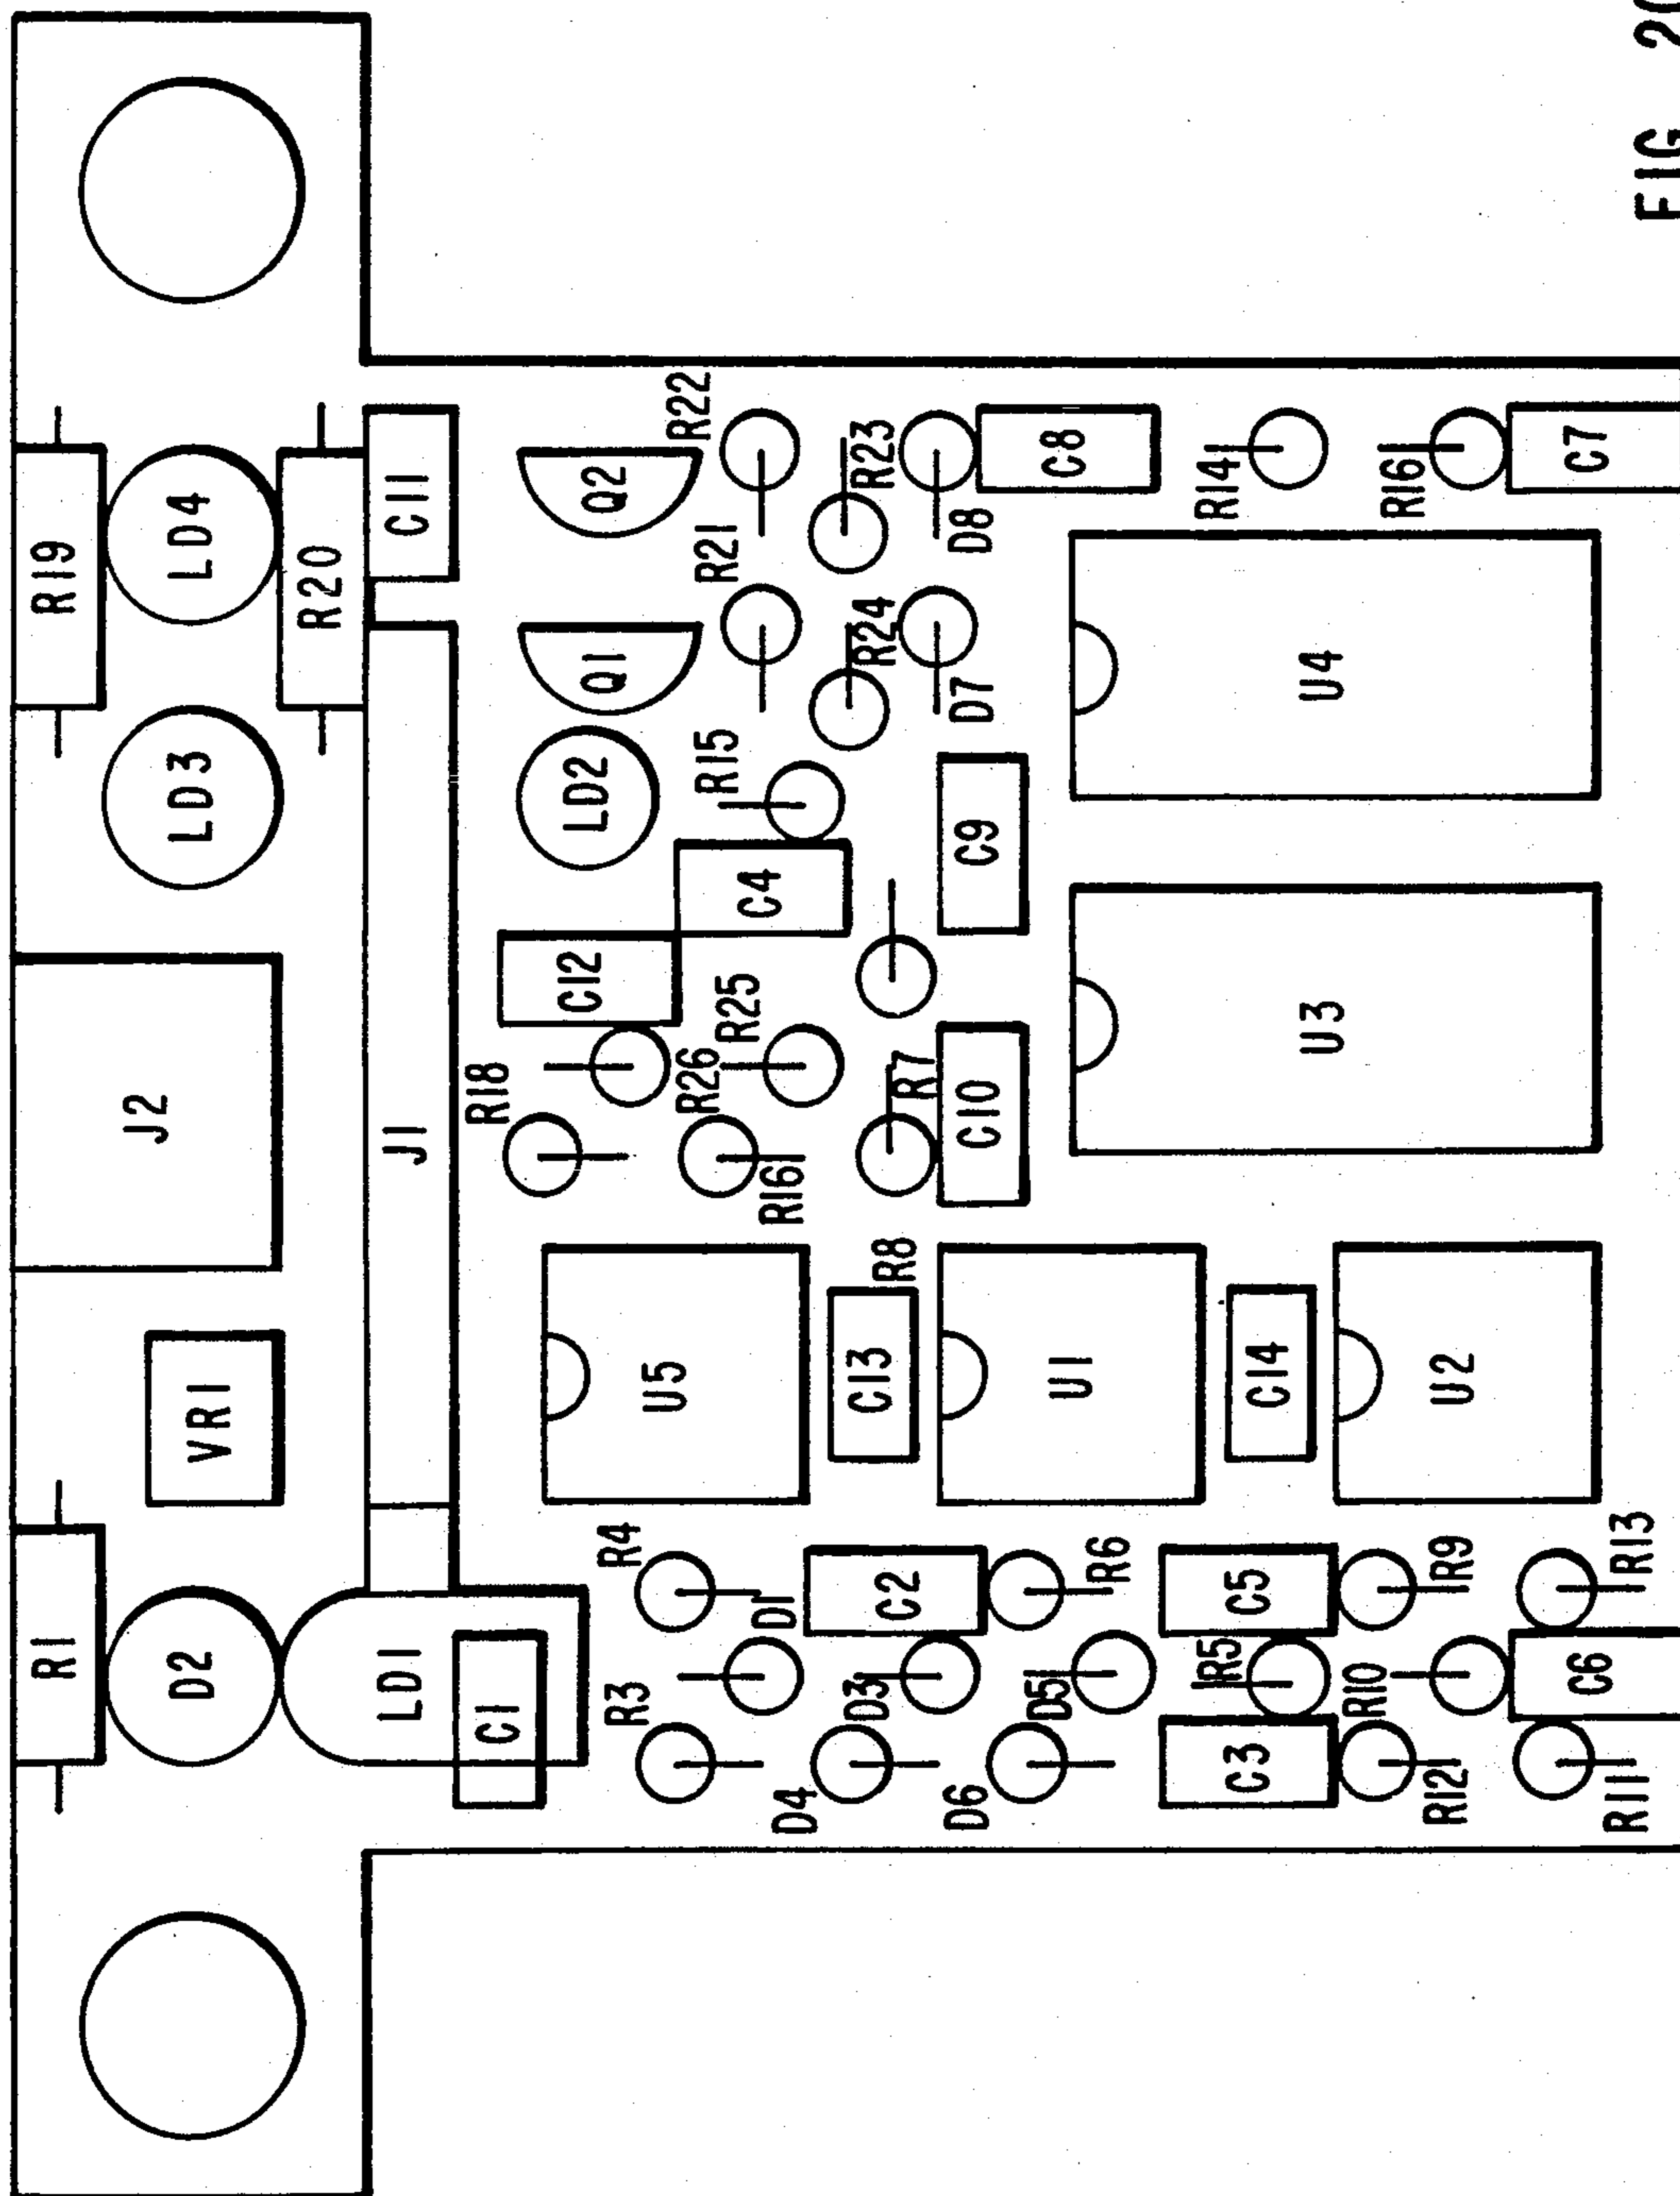 R1
R19
D2
VR1
J2
LD3
LD4
R20
LD1
J1
C11
C1
R18
C12
LD2
Q1
Q2
R3
R4
U5
R26
R25
C4
R15
R21
R22
D4
D1
R16
D3
C2
C13
R8
R7
R24
R23
D6
C10
C9
D7
D8
D5
R6
U1
C8
R5
C3
C5
C14
R14
U3
U4
R10
R12
R9
U2
R16
C6
C7
R11
R13
FIG